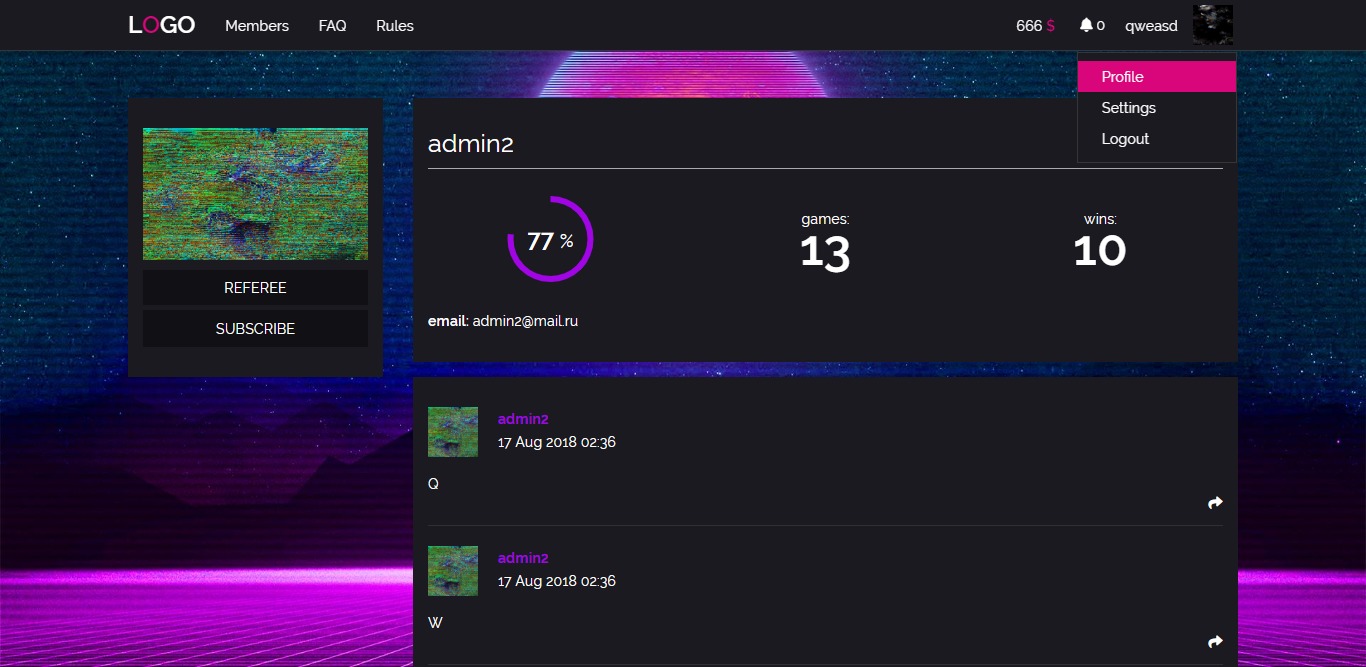 LOGO Members FAQ Rules 666 $ 0 qweasd
Profile
Settings
Logout
REFEREE
SUBSCRIBE
admin2
77 %
games:
13
wins:
10
email: admin2@mail.ru
admin2
17 Aug 2018 02:36
Q
admin2
17 Aug 2018 02:36
W